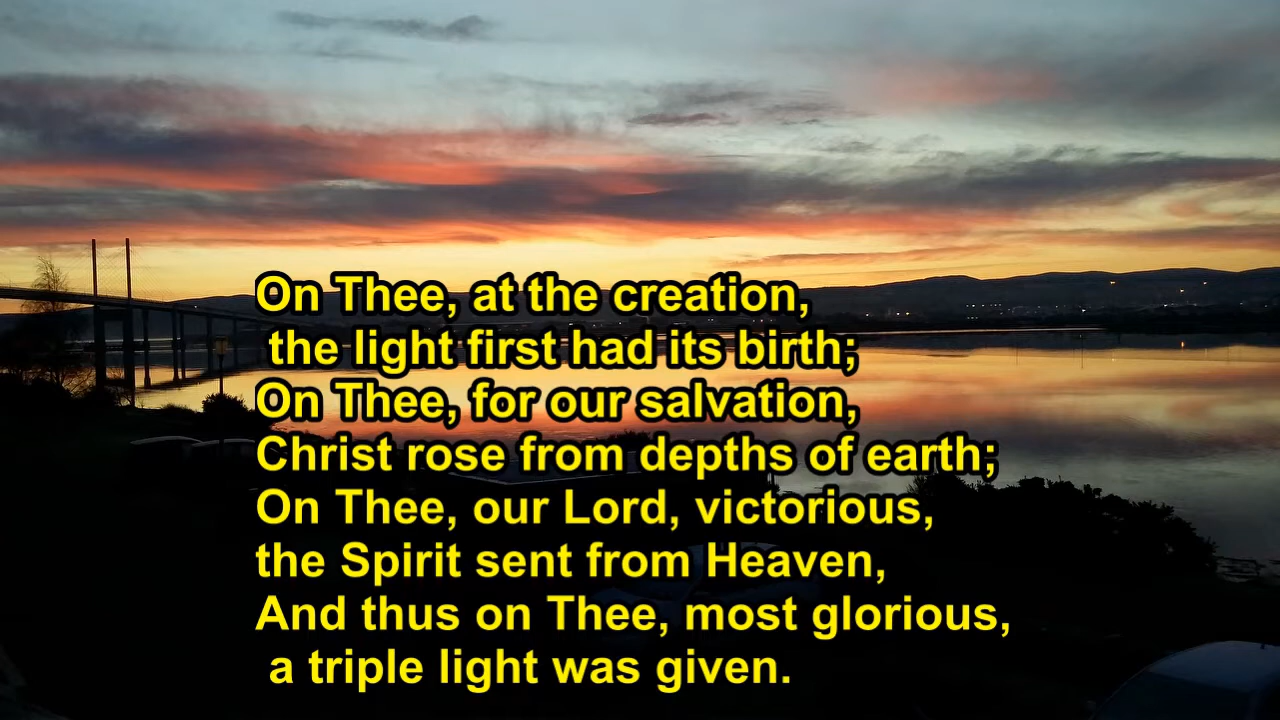 On Thee, at the creation,
the light first had its birth;
On Thee, for our salvation,
Christ rose from depths of earth;
On Thee, our Lord, victorious,
the Spirit sent from Heaven,
And thus on Thee, most glorious,
a triple light was given.